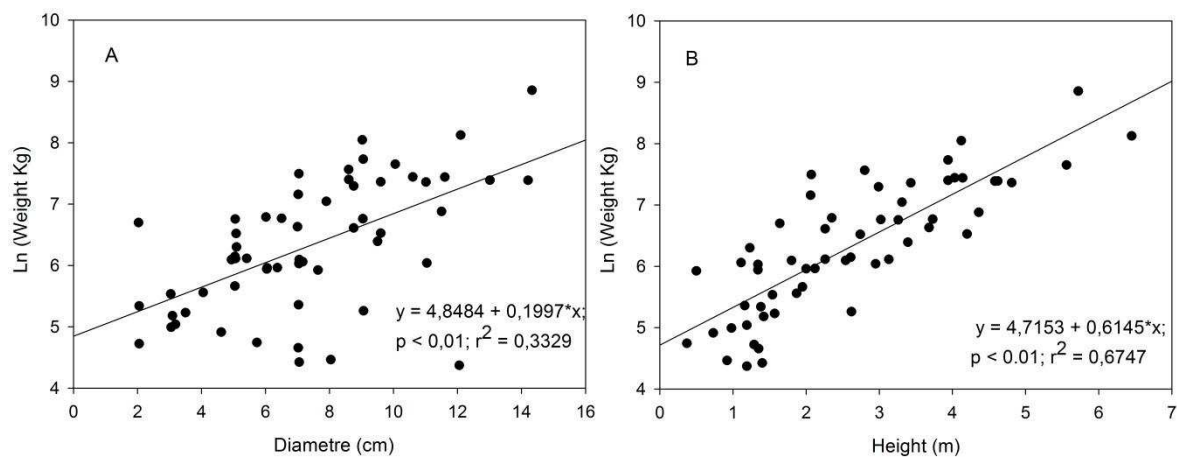 A
Ln (Weight Kg)
10
9
8
7
6
5
4
y = 4,8484 + 0,1997*x;
p < 0,01; r² = 0,3329
0 2 4 6 8 10 12 14 16
Diametre (cm)
B
Ln (Weight Kg)
10
9
8
7
6
5
4
y = 4,7153 + 0,6145*x;
p < 0.01; r² = 0,6747
0 1 2 3 4 5 6 7
Height (m)